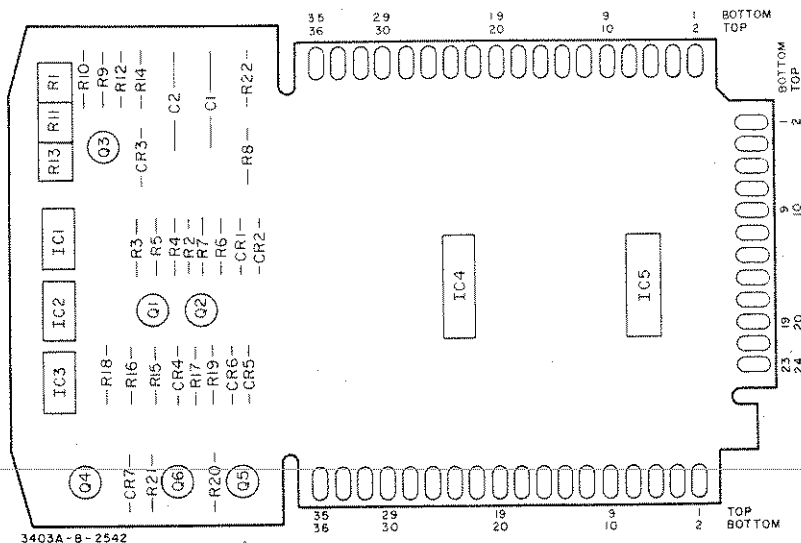 35 29 19 9 1 BOTTOM
36 30 20 10 2 TOP
BOTTOM
TOP
R1
R11
R13
R10
R9
R12
R14
C2
C1
R22
Q3
CR3
R8
IC1
IC2
IC3
R3
R5
R4
R2
R7
R6
CR1
CR2
Q1
Q2
R18
R16
R15
CR4
R17
R19
CR6
CR5
Q4
CR7
R21
Q6
R20
Q5
IC4
IC5
1 2
9 10
19 20
23 24
35 29 19 9 1 TOP
36 30 20 10 2 BOTTOM
3403A-B-2542